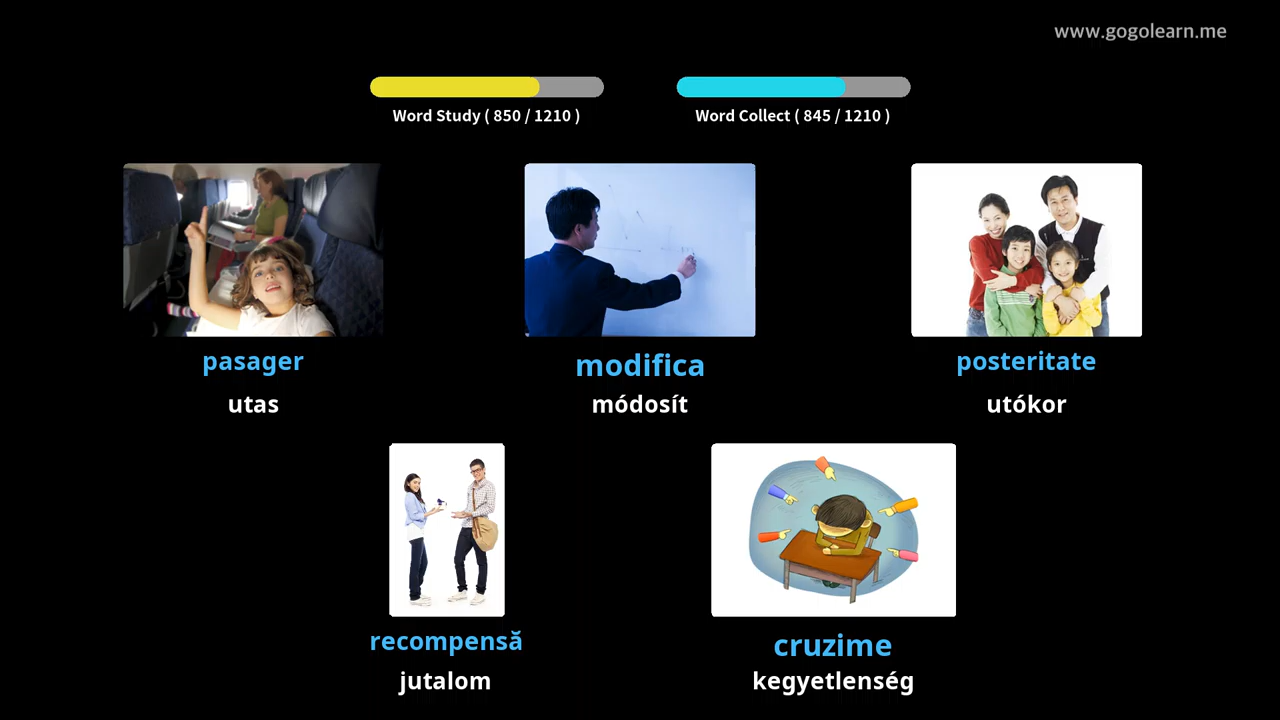 www.gogolearn.me
Word Study ( 850 / 1210 )
Word Collect ( 845 / 1210 )
pasager
utas
modifica
módosít
posteritate
utókor
recompensă
jutalom
cruzime
kegyetlenség